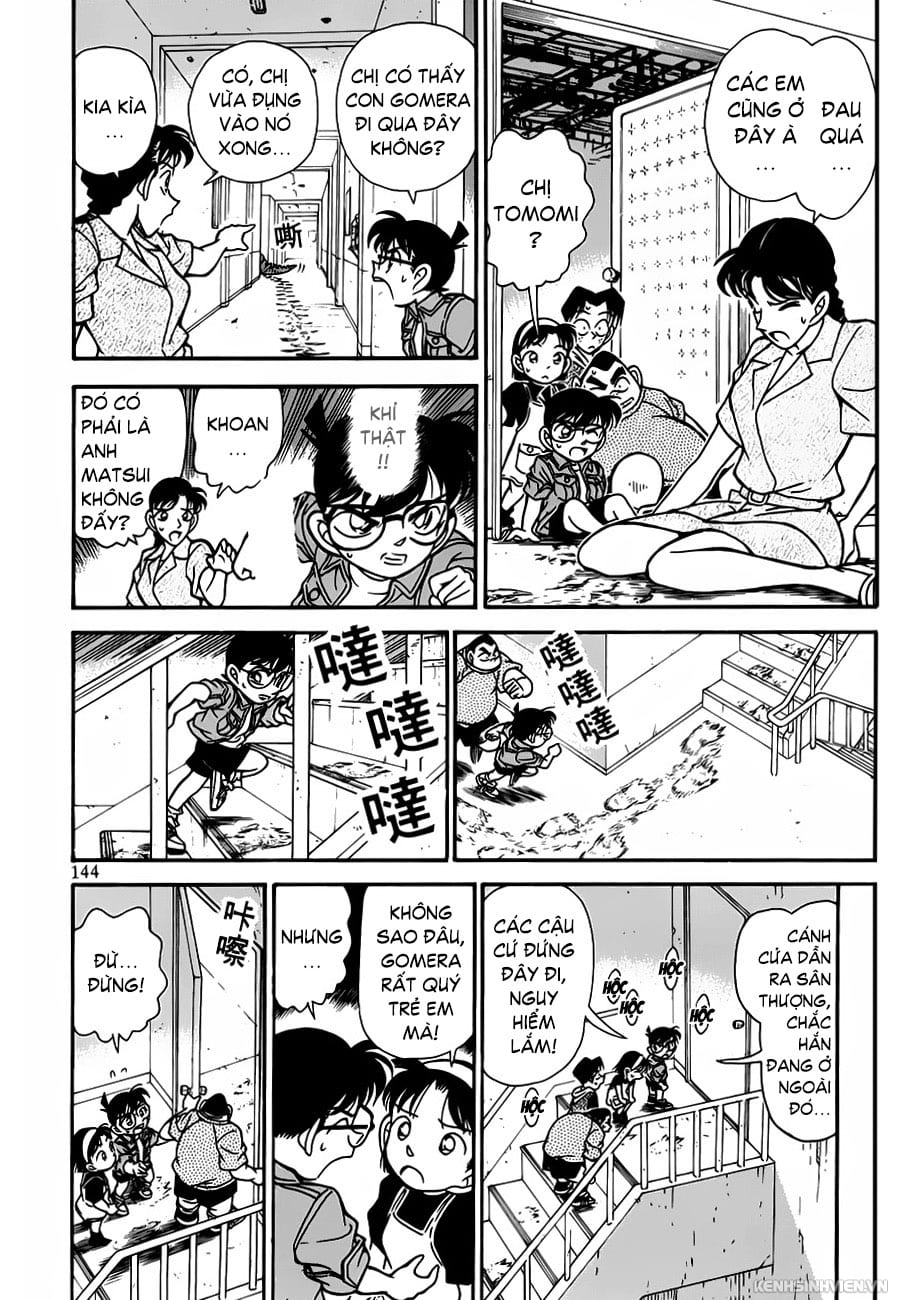 ĐAU
QUÁ
...
CÁC EM
CŨNG Ở
ĐÂY À
...
CHỊ
TOMOMI
?
CHỊ CÓ THẤY
CON GOMERA
ĐI QUA ĐÂY
KHÔNG?
CÓ, CHỊ
VỪA ĐỤNG
VÀO NÓ
XONG...
KIA KÌA
...
嘶
KHỈ
THẬT
!!
KHOAN
...
ĐÓ CÓ
PHẢI LÀ
ANH
MATSUI
KHÔNG
ĐẤY?
噠
噠
噠
噠
噠
噠
144
CÁNH
CỬA DẪN
RA SÂN
THƯỢNG,
CHẮC
HẲN
ĐANG Ở
NGOÀI
ĐÓ...
HỘC
HỘC
HỘC
HỘC
HỘC
HỘC
CÁC CẬU
CỨ ĐỨNG
ĐÂY ĐI,
NGUY
HIỂM
LẮM!
KHÔNG
SAO ĐÂU,
GOMERA
RẤT QUÝ
TRẺ EM
MÀ!
NHƯNG
...
咔
嚓
ĐỪ...
ĐỪNG!
KENHSINHVIEN.VN